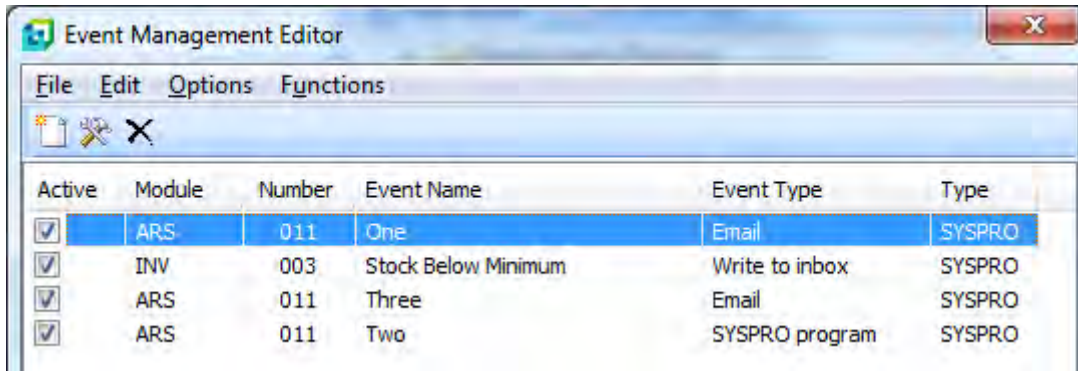 Event Management Editor
File Edit Options Functions
Active Module Number Event Name Event Type Type
ARS 011 One Email SYSPRO
INV 003 Stock Below Minimum Write to inbox SYSPRO
ARS 011 Three Email SYSPRO
ARS 011 Two SYSPRO program SYSPRO